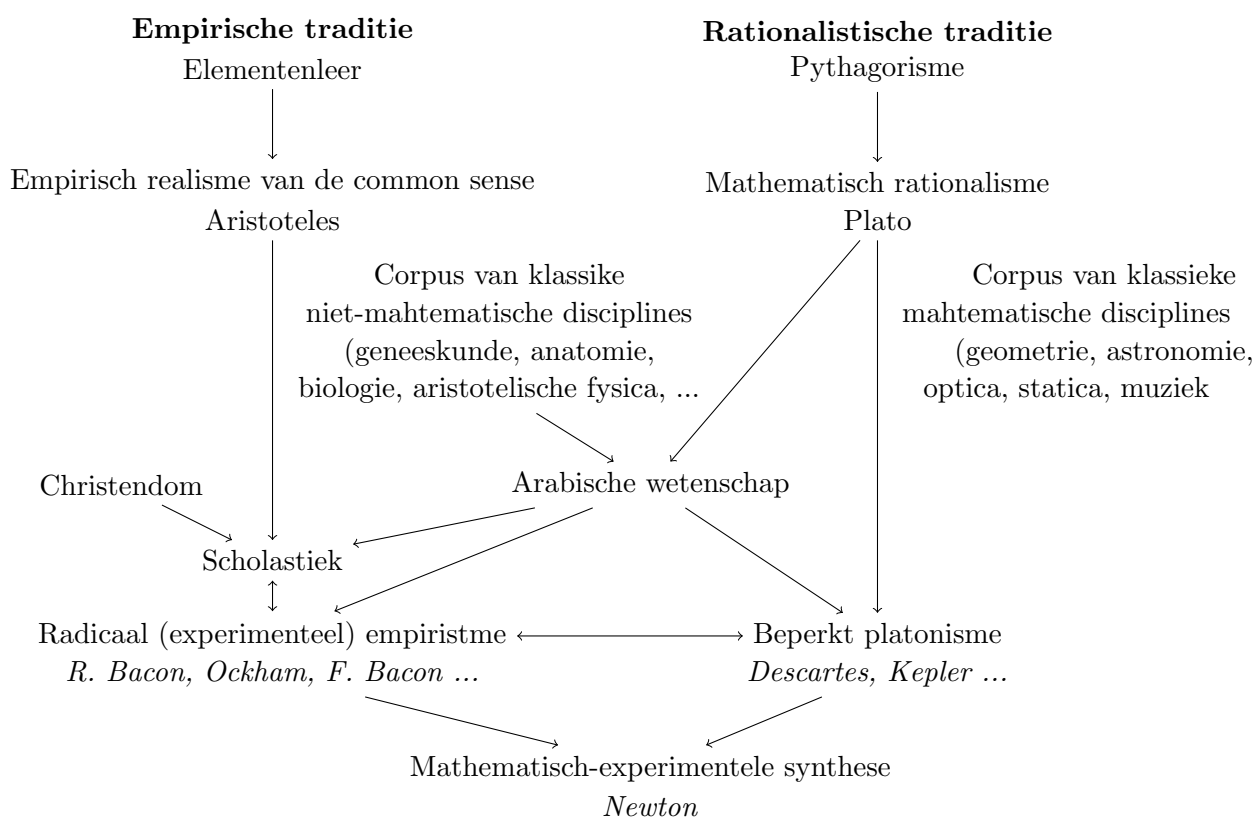 Empirische traditie
Elementenleer
Rationalistische traditie
Pythagorisme
Empirisch realisme van de common sense
Aristoteles
Mathematisch rationalisme
Plato
Corpus van klassike
niet-mahtematische disciplines
(geneeskunde, anatomie,
biologie, aristotelische fysica, ...
Corpus van klassieke
mahtematische disciplines
(geometrie, astronomie,
optica, statica, muziek
Christendom
Arabische wetenschap
Scholastiek
Radicaal (experimenteel) empiristme
R. Bacon, Ockham, F. Bacon ...
Beperkt platonisme
Descartes, Kepler ...
Mathematisch-experimentele synthese
Newton